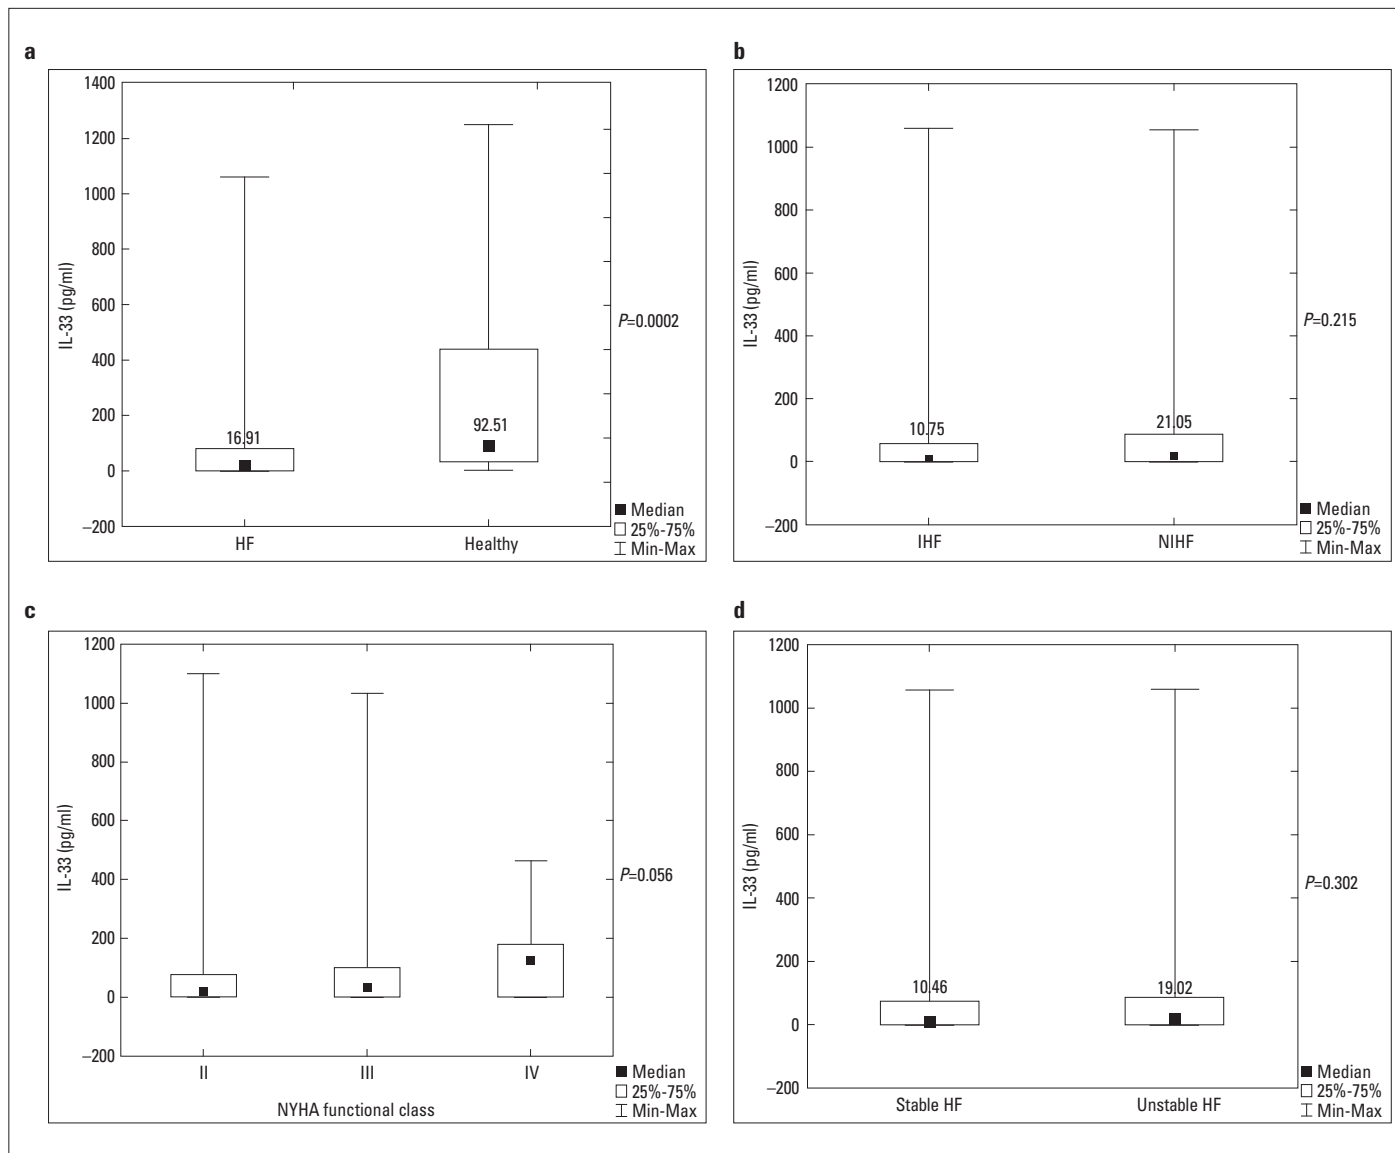 a
1400
1200
1000
800
600
400
200
0
–200
IL-33 (pg/ml)
16.91
92.51
HF
Healthy
P=0.0002
Median
25%-75%
Min-Max
b
1200
1000
800
600
400
200
0
–200
IL-33 (pg/ml)
10.75
21.05
IHF
NIHF
P=0.215
Median
25%-75%
Min-Max
c
1200
1000
800
600
400
200
0
–200
IL-33 (pg/ml)
II
III
IV
NYHA functional class
P=0.056
Median
25%-75%
Min-Max
d
1200
1000
800
600
400
200
0
–200
IL-33 (pg/ml)
10.46
19.02
Stable HF
Unstable HF
P=0.302
Median
25%-75%
Min-Max